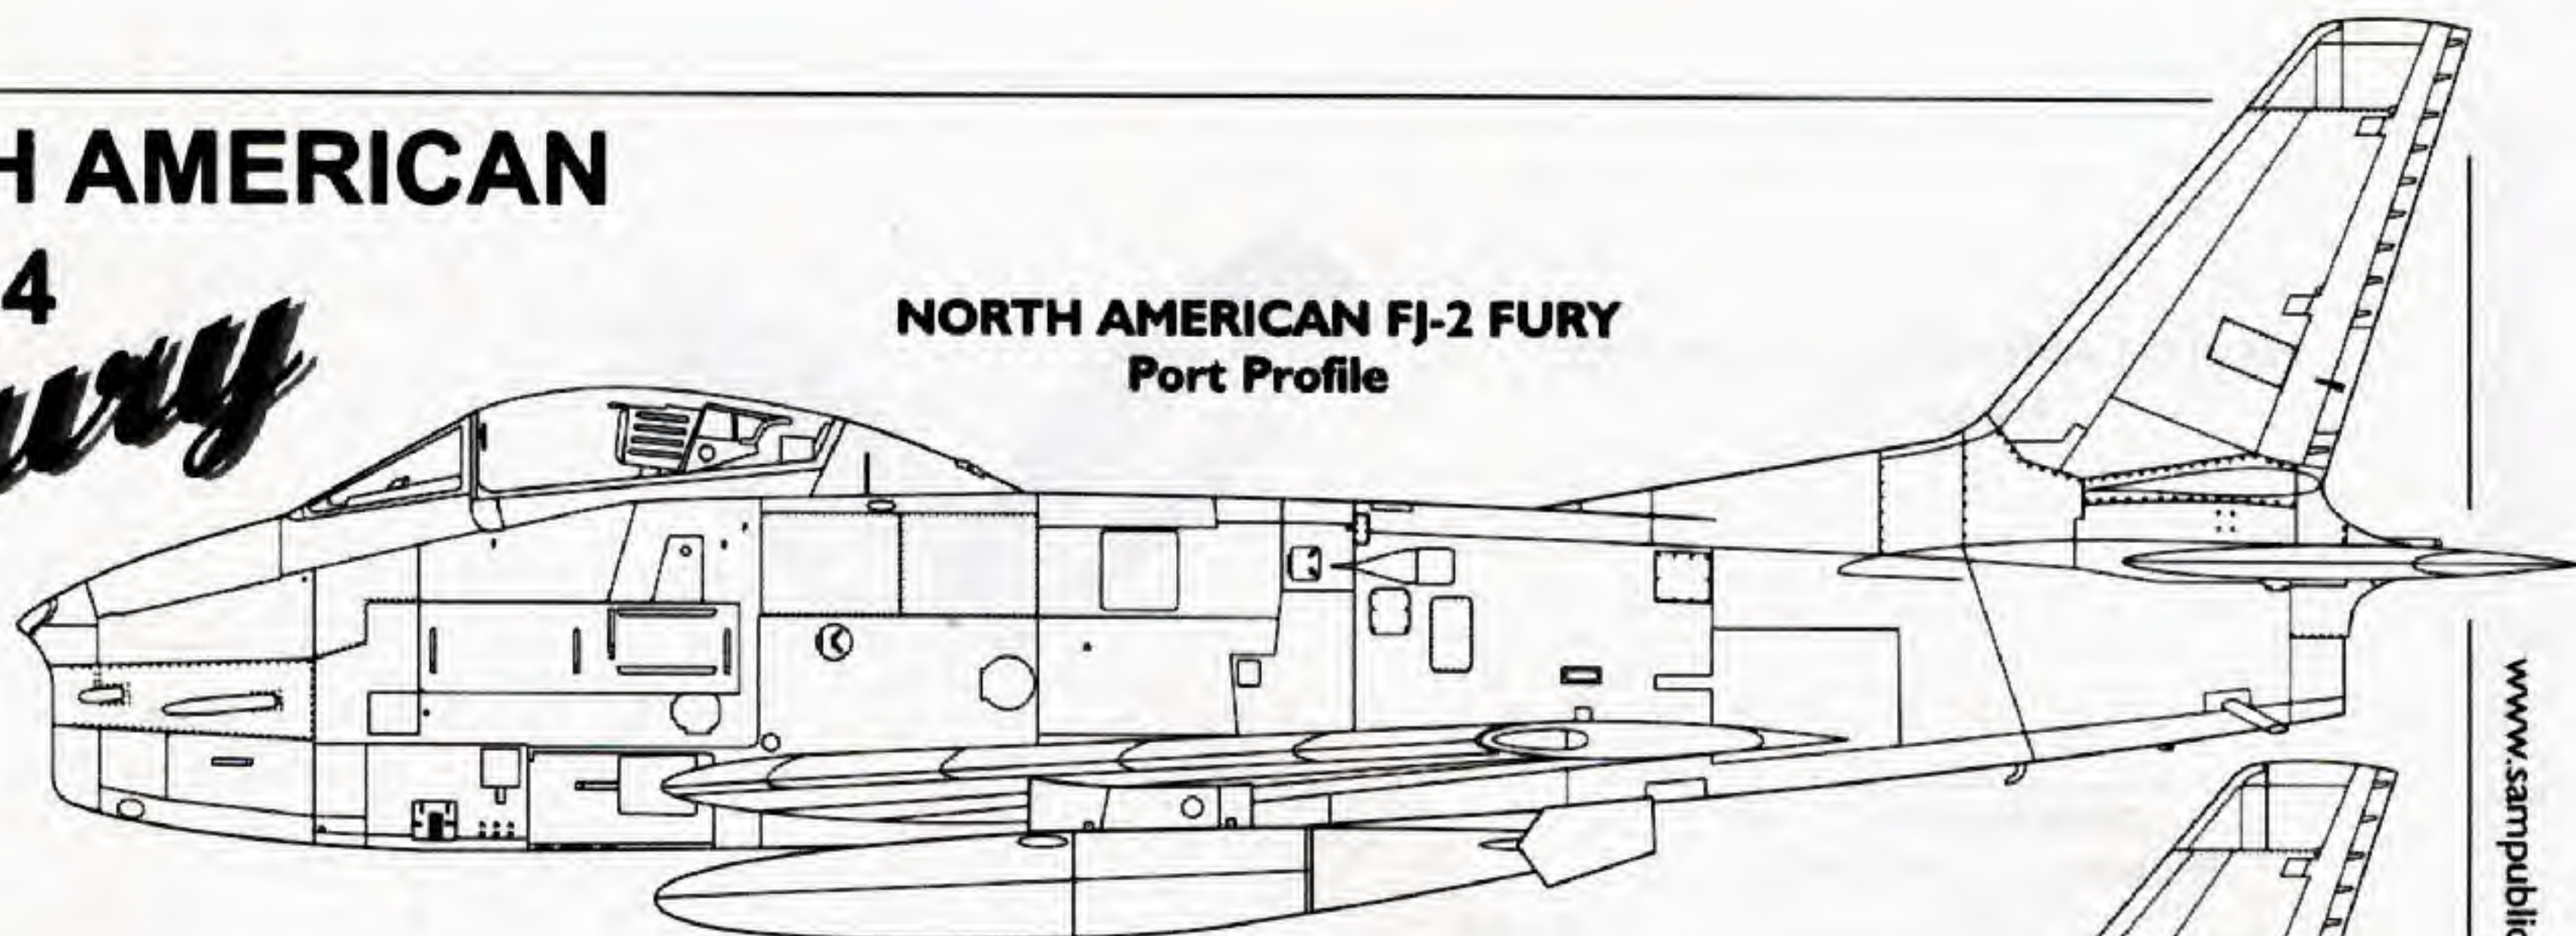 H AMERICAN
4
ury
NORTH AMERICAN FJ-2 FURY
Port Profile
www.sampublic